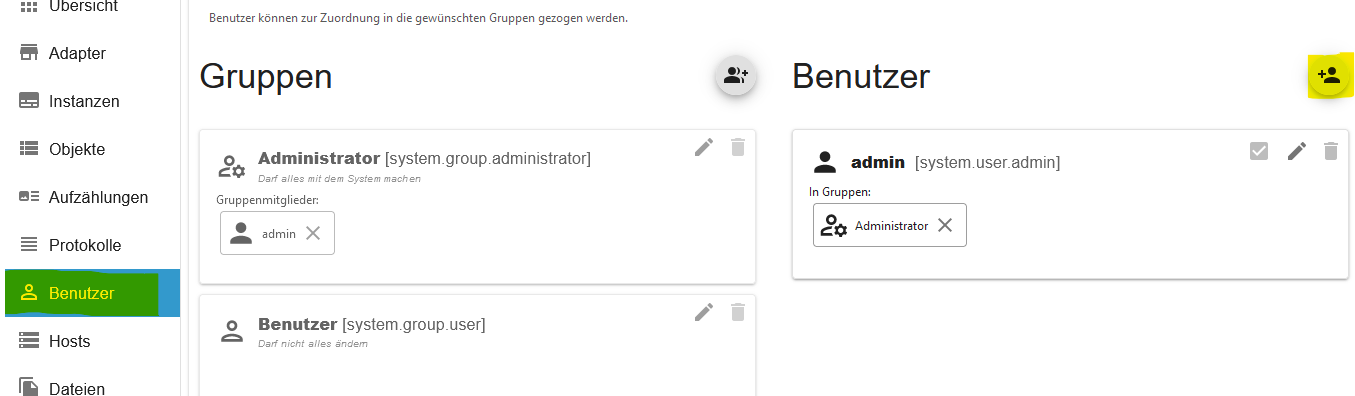 Übersicht
Adapter
Instanzen
Objekte
Aufzählungen
Protokolle
Benutzer
Hosts
Dateien
Benutzer können zur Zuordnung in die gewünschten Gruppen gezogen werden.
Gruppen
Administrator [system.group.administrator]
Darf alles mit dem System machen
Gruppenmitglieder:
admin
Benutzer [system.group.user]
Darf nicht alles ändern
Benutzer
admin [system.user.admin]
In Gruppen:
Administrator